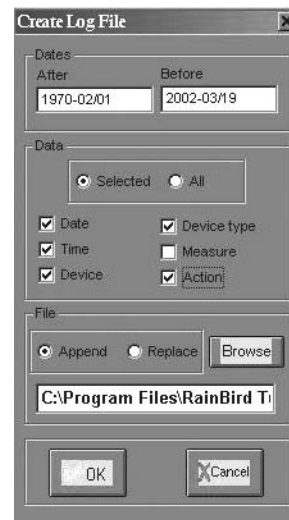 Create Log File
Dates
After Before
1970-02/01 2002-03/19
Data
Selected All
Date Device type
Time Measure
Device Action
File
Append Replace Browse
C:\Program Files\RainBird
OK Cancel